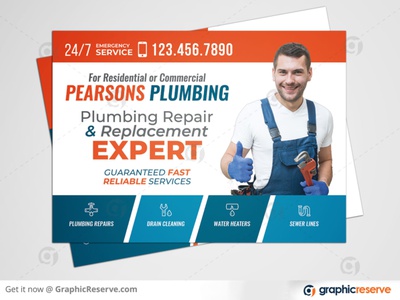 24/7 EMERGENCY SERVICE 123.456.7890
For Residential or Commercial
PEARSONS PLUMBING
Plumbing Repair
& Replacement
EXPERT
GUARANTEED FAST
RELIABLE SERVICES
PLUMBING REPAIRS DRAIN CLEANING WATER HEATERS SEWER LINES
Get it now @ GraphicReserve.com graphicreserve